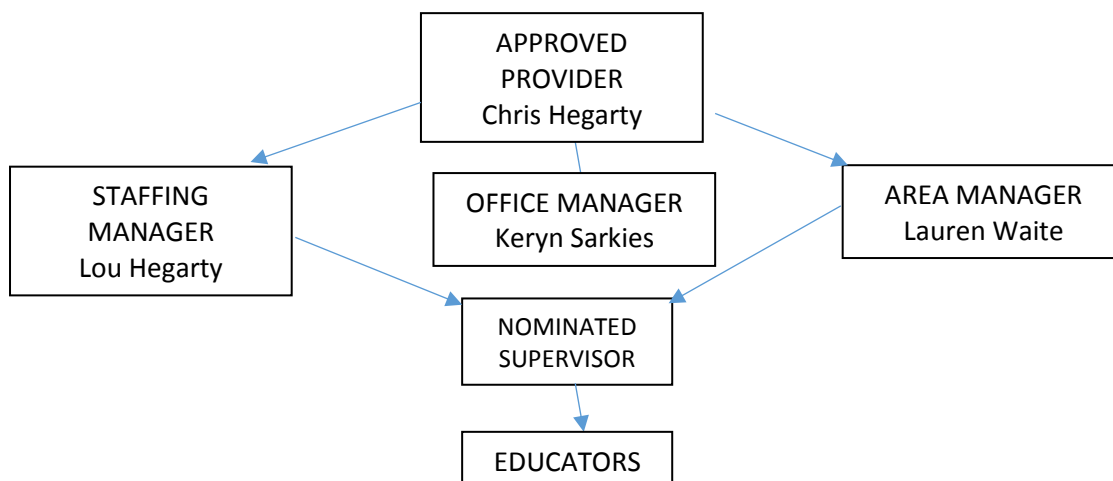 APPROVED
PROVIDER
Chris Hegarty
STAFFING
MANAGER
Lou Hegarty
OFFICE MANAGER
Keryn Sarkies
AREA MANAGER
Lauren Waite
NOMINATED
SUPERVISOR
EDUCATORS